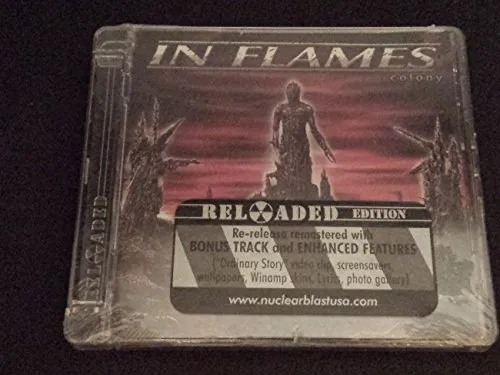 IN FLAMES
colony
RELOADED EDITION
Re-release remastered with
BONUS TRACK and ENHANCED FEATURES
("Ordinary Story" video clip, screensavers,
wallpapers, Winamp skins, Lyrics, photo gallery)
www.nuclearblastusa.com
RELOADED